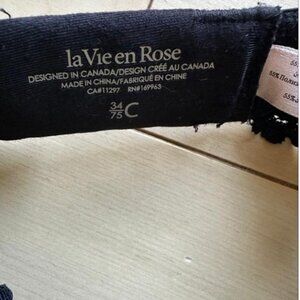 la Vie en Rose
DESIGNED IN CANADA/DESIGN CRÉÉ AU CANADA
MADE IN CHINA/FABRIQUÉ EN CHINE
CA#11297 RN#169963
34
75 C
55%